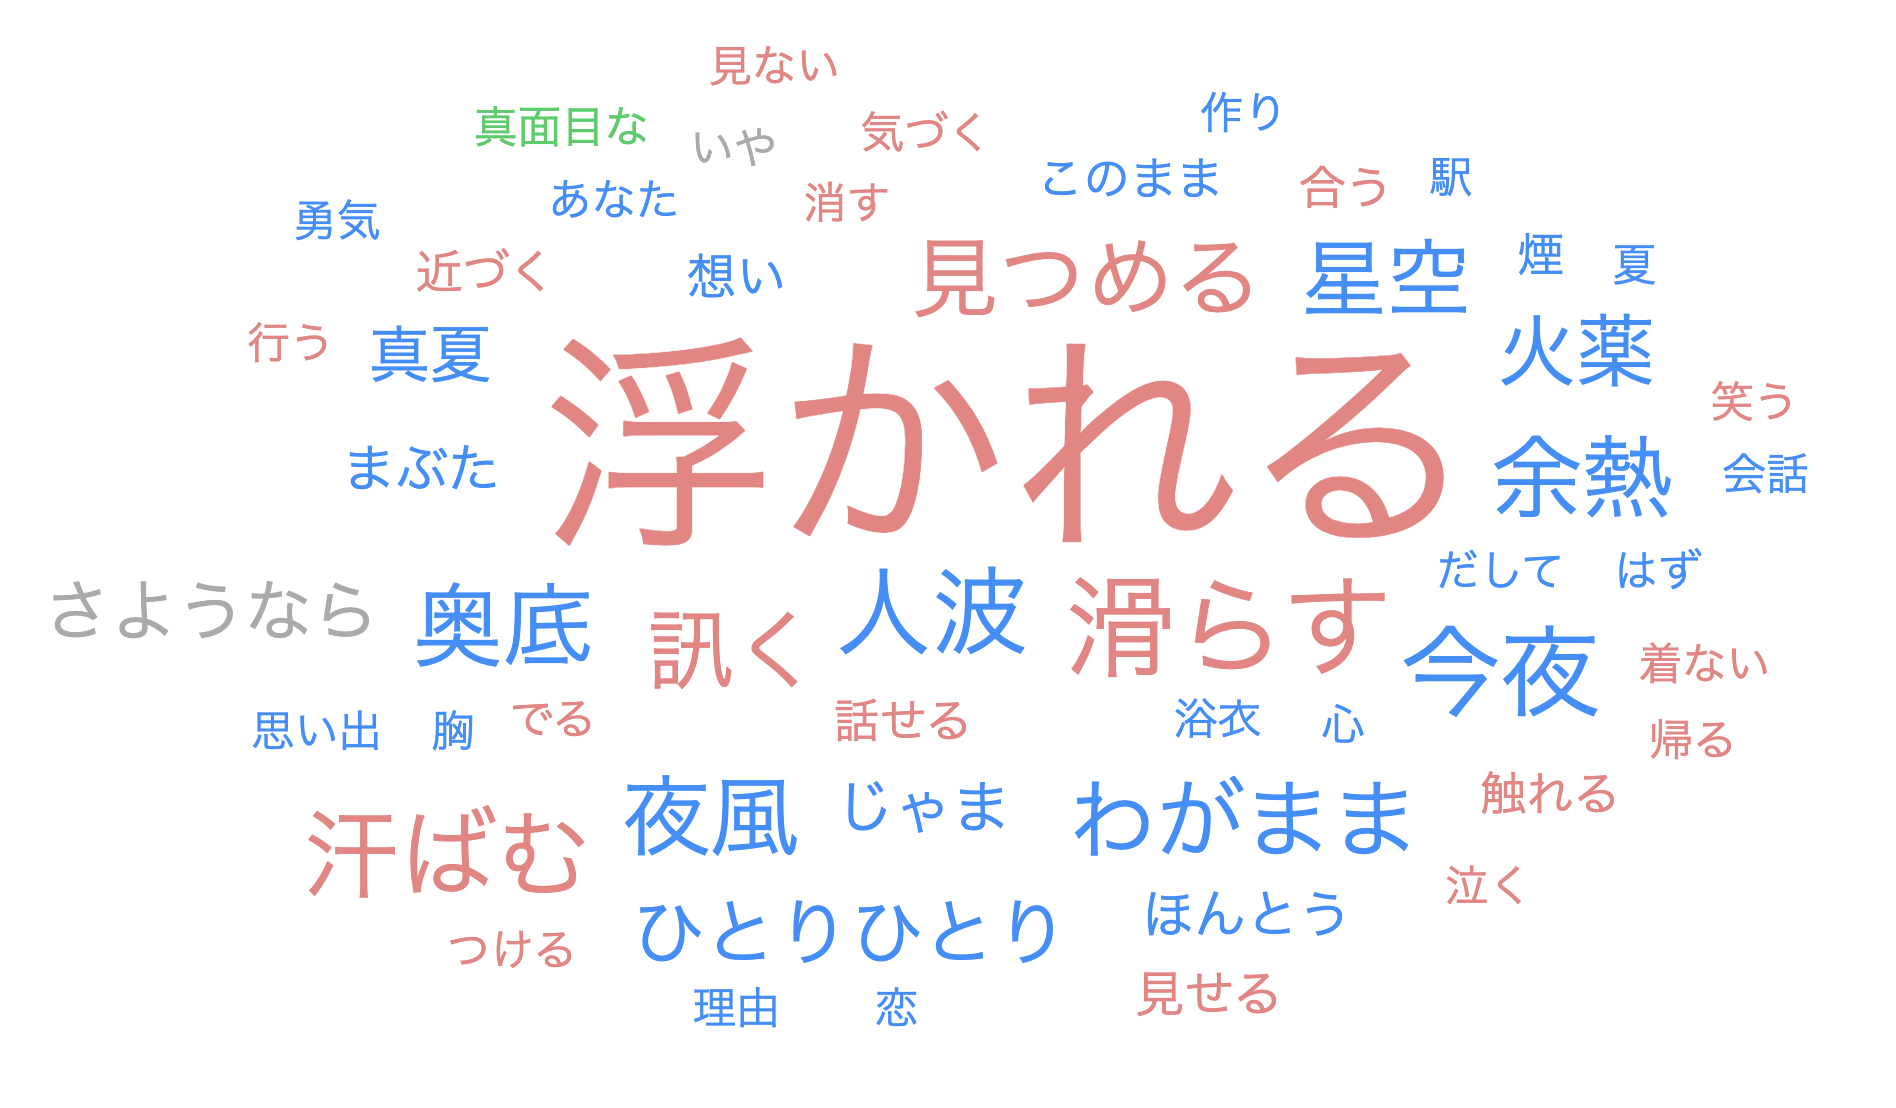 見ない
作り
真面目な
いや
気づく
このまま
合う
駅
勇気
あなた
消す
近づく
想い
見つめる
星空
煙
夏
行う
真夏
浮かれる
火薬
笑う
まぶた
余熱
会話
だして
はず
さようなら
奥底
訊く
人波
滑らす
今夜
着ない
思い出
胸
でる
話せる
浴衣
心
帰る
汗ばむ
夜風
じゃま
わがまま
触れる
泣く
つける
ひとりひとり
ほんとう
理由
恋
見せる